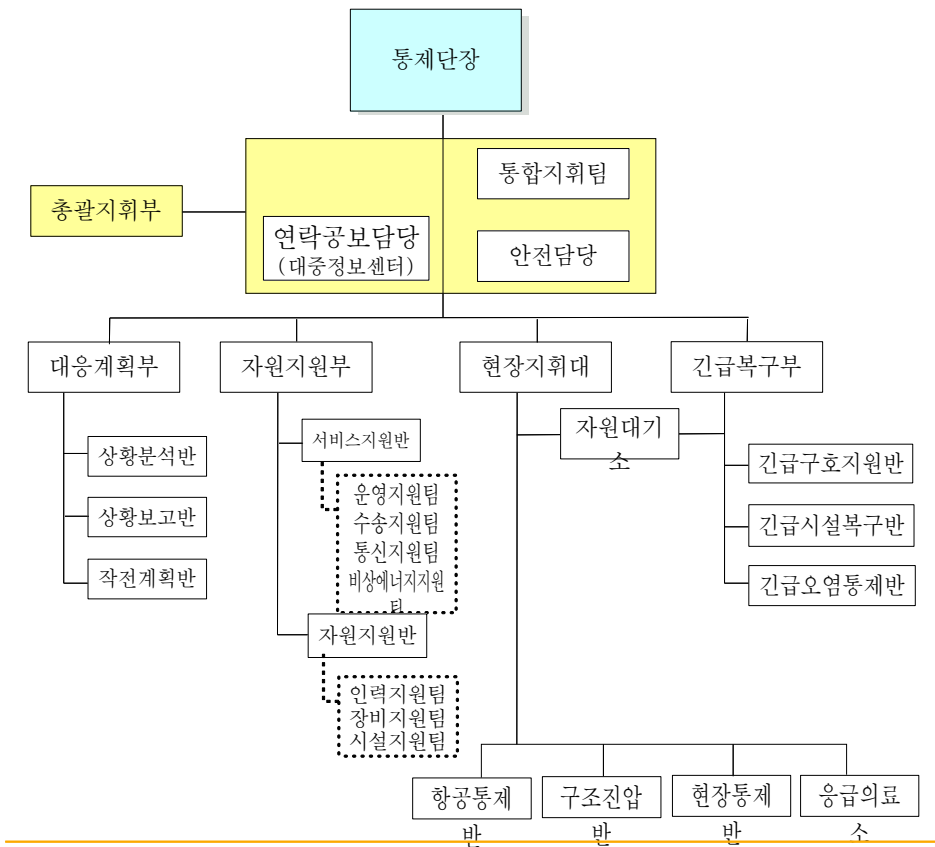 통제단장
통합지휘팀
총괄지휘부
연락공보담당
(대중정보센터)
안전담당
대응계획부
자원지원부
현장지휘대
긴급복구부
상황분석반
상황보고반
작전계획반
서비스지원반
운영지원팀
수송지원팀
통신지원팀
비상에너지지원
팀
자원지원반
인력지원팀
장비지원팀
시설지원팀
자원대기
소
긴급구호지원반
긴급시설복구반
긴급오염통제반
항공통제
반
구조진압
반
현장통제
반
응급의료
소